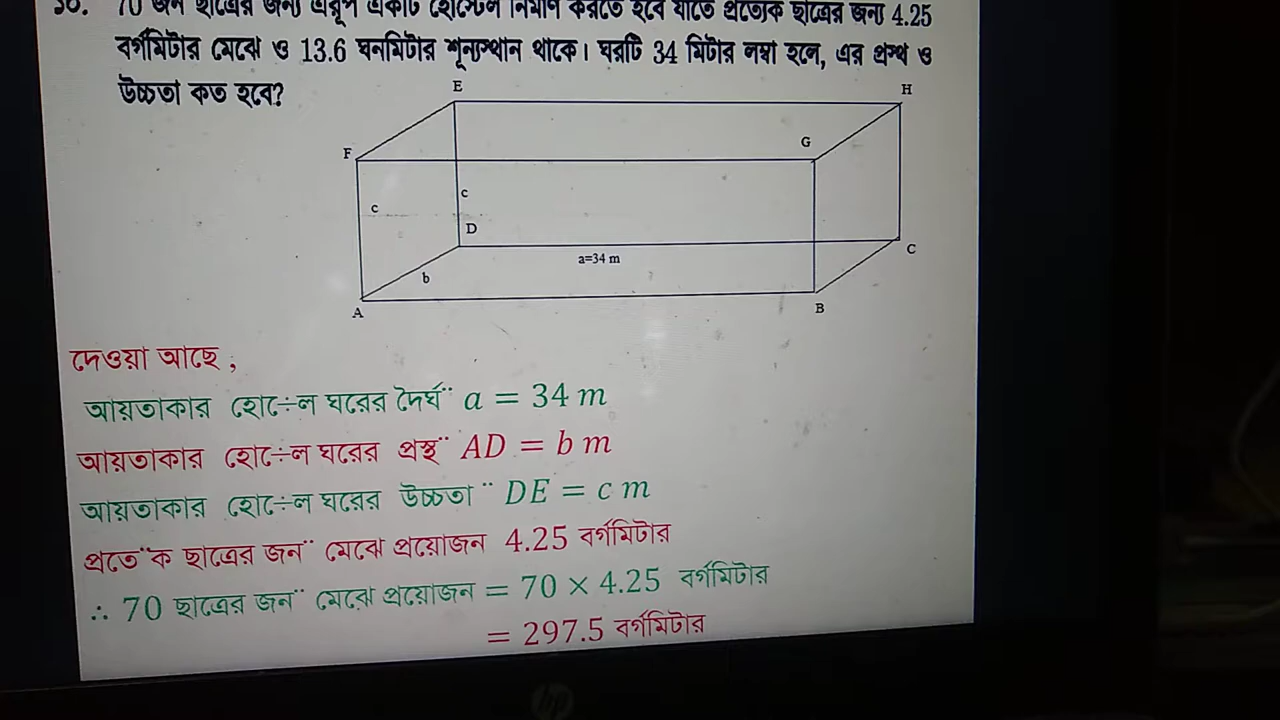 70 জন ছাত্রের জন্য এরূপ একটি হোস্টেল নির্মাণ করতে হবে যাতে প্রত্যেক ছাত্রের জন্য 4.25
বর্গমিটার মেঝে ও 13.6 ঘনমিটার শূন্যস্থান থাকে। ঘরটি 34 মিটার লম্বা হলে, এর প্রস্থ ও
উচ্চতা কত হবে?
E
H
G
F
c
c
D
C
a=34 m
b
A
B
দেওয়া আছে ,
আয়তাকার হোে÷ল ঘরের দৈর্ঘ¨ a = 34 m
আয়তাকার হোে÷ল ঘরের প্রস্থ¨ AD = b m
আয়তাকার হোে÷ল ঘরের উচ্চতা ¨ DE = c m
প্রতে¨ক ছাত্রের জন¨ মেঝে প্রয়োজন 4.25 বর্গমিটার
∴ 70 ছাত্রের জন¨ মেঝে প্রয়োজন = 70 × 4.25 বর্গমিটার
= 297.5 বর্গমিটার
hp